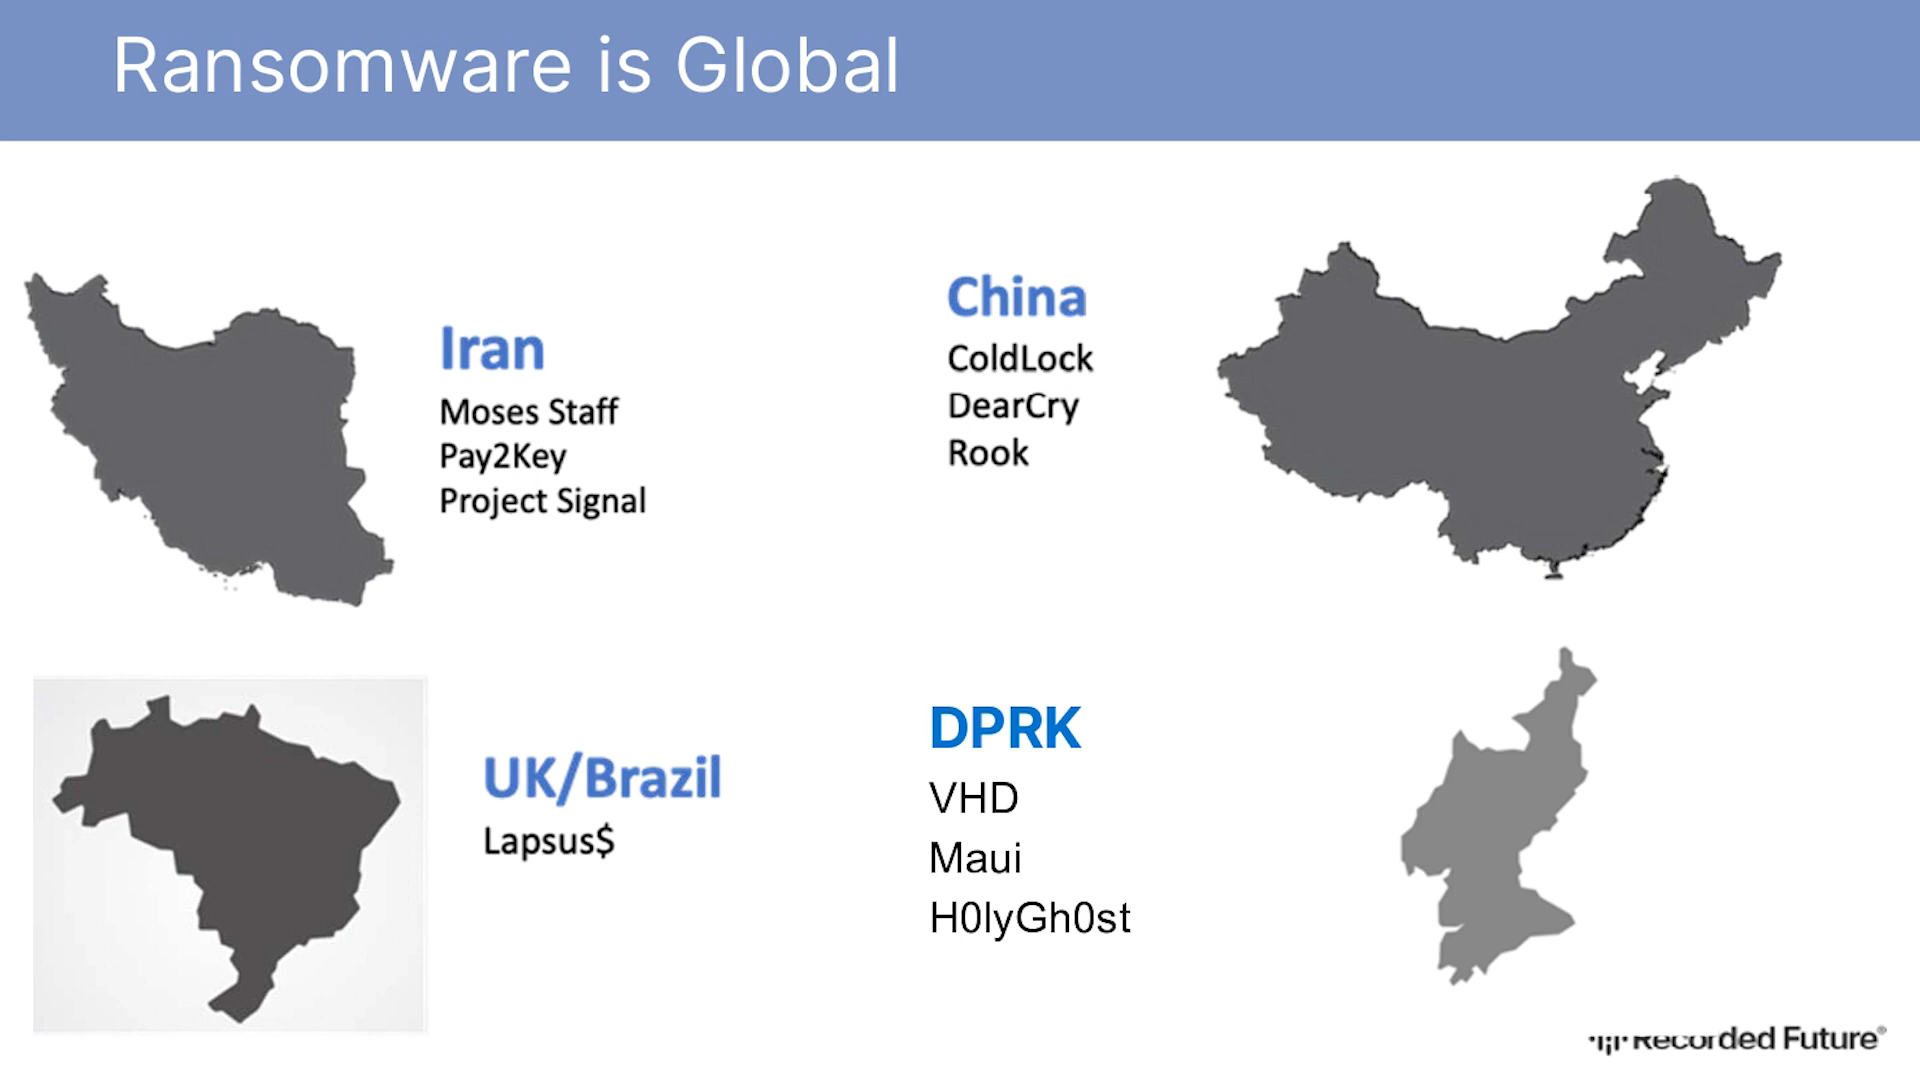 Ransomware is Global
Iran
Moses Staff
Pay2Key
Project Signal
China
ColdLock
DearCry
Rook
UK/Brazil
Lapsus$
DPRK
VHD
Maui
H0lyGh0st
Recorded Future®